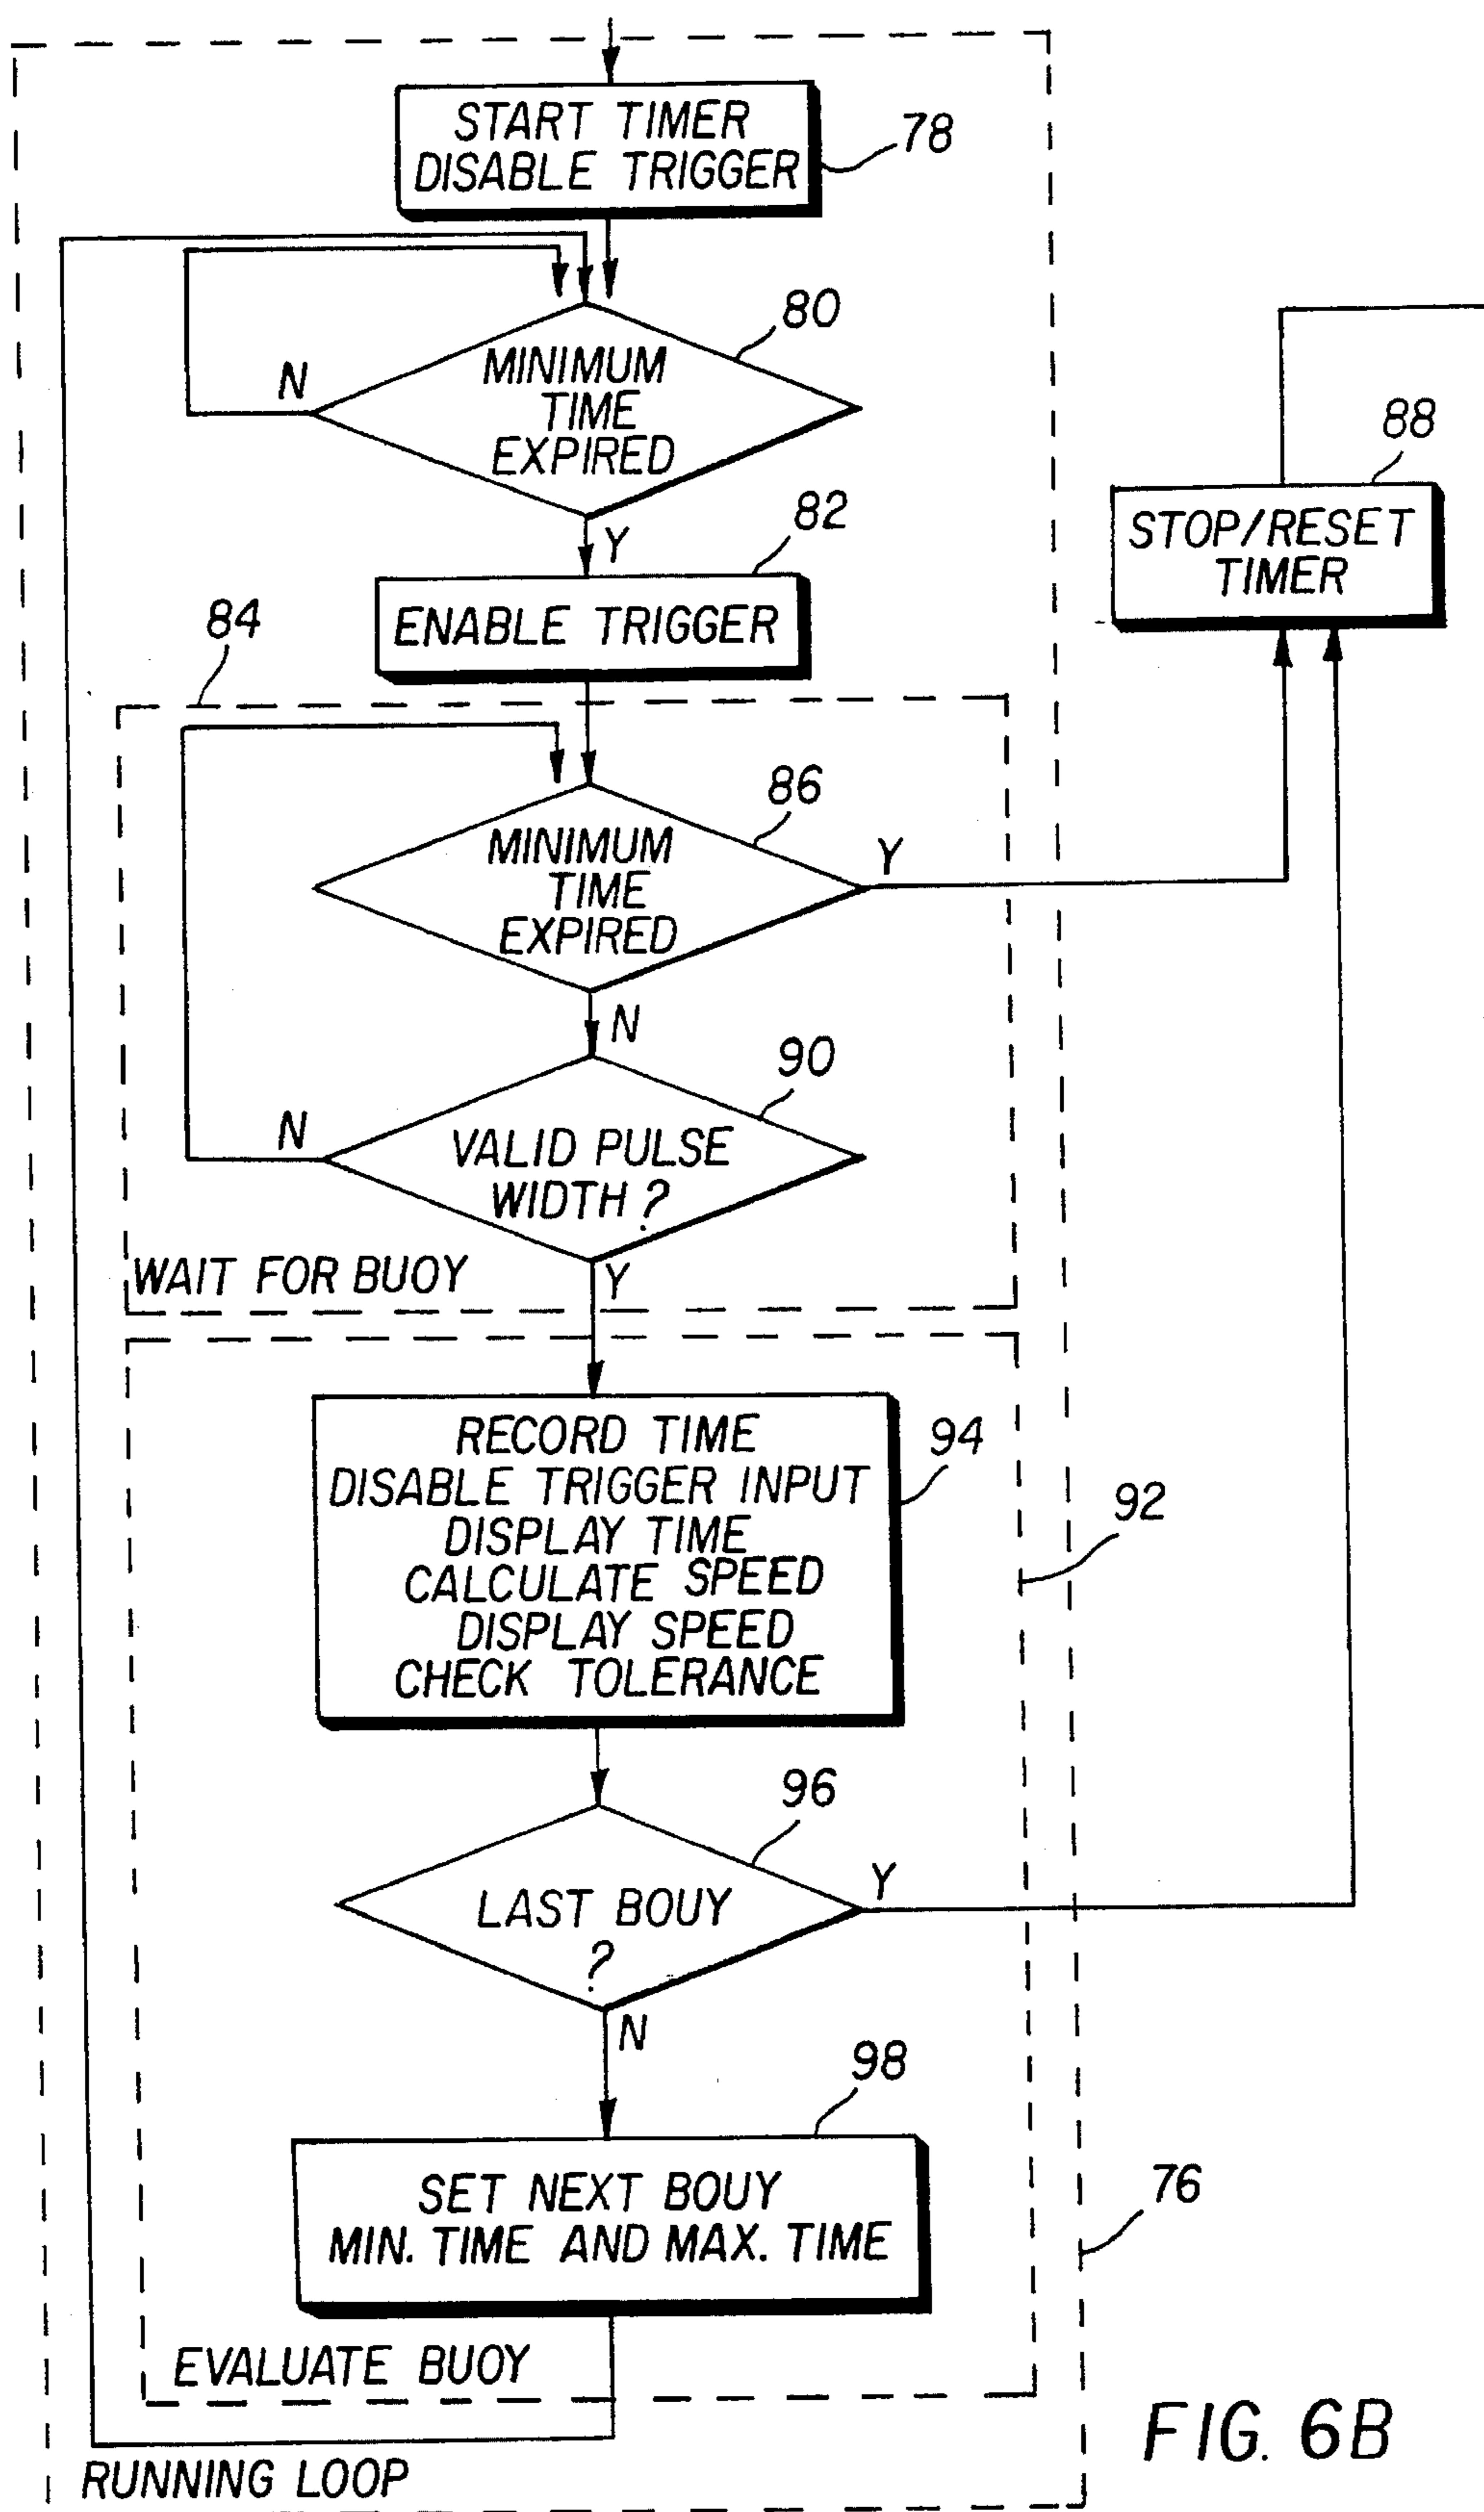 START TIMER
DISABLE TRIGGER
78
80
MINIMUM
TIME
EXPIRED
N
Y
82
88
STOP/RESET
TIMER
ENABLE TRIGGER
84
86
MINIMUM
TIME
EXPIRED
Y
N
90
VALID PULSE
WIDTH ?
N
Y
WAIT FOR BUOY
RECORD TIME
DISABLE TRIGGER INPUT
DISPLAY TIME
CALCULATE SPEED
DISPLAY SPEED
CHECK TOLERANCE
94
92
96
LAST BOUY
?
Y
N
98
SET NEXT BOUY
MIN. TIME AND MAX. TIME
76
EVALUATE BUOY
RUNNING LOOP
FIG. 6B